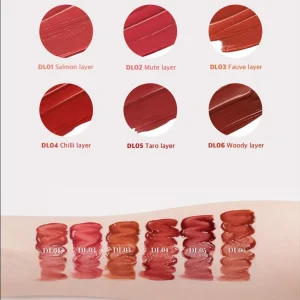 DL01 Salmon layer
DL02 Mute layer
DL03 Fauve layer
DL04 Chilli layer
DL05 Taro layer
DL06 Woody layer
DL01 DL02 DL03 DL04 DL05 DL06